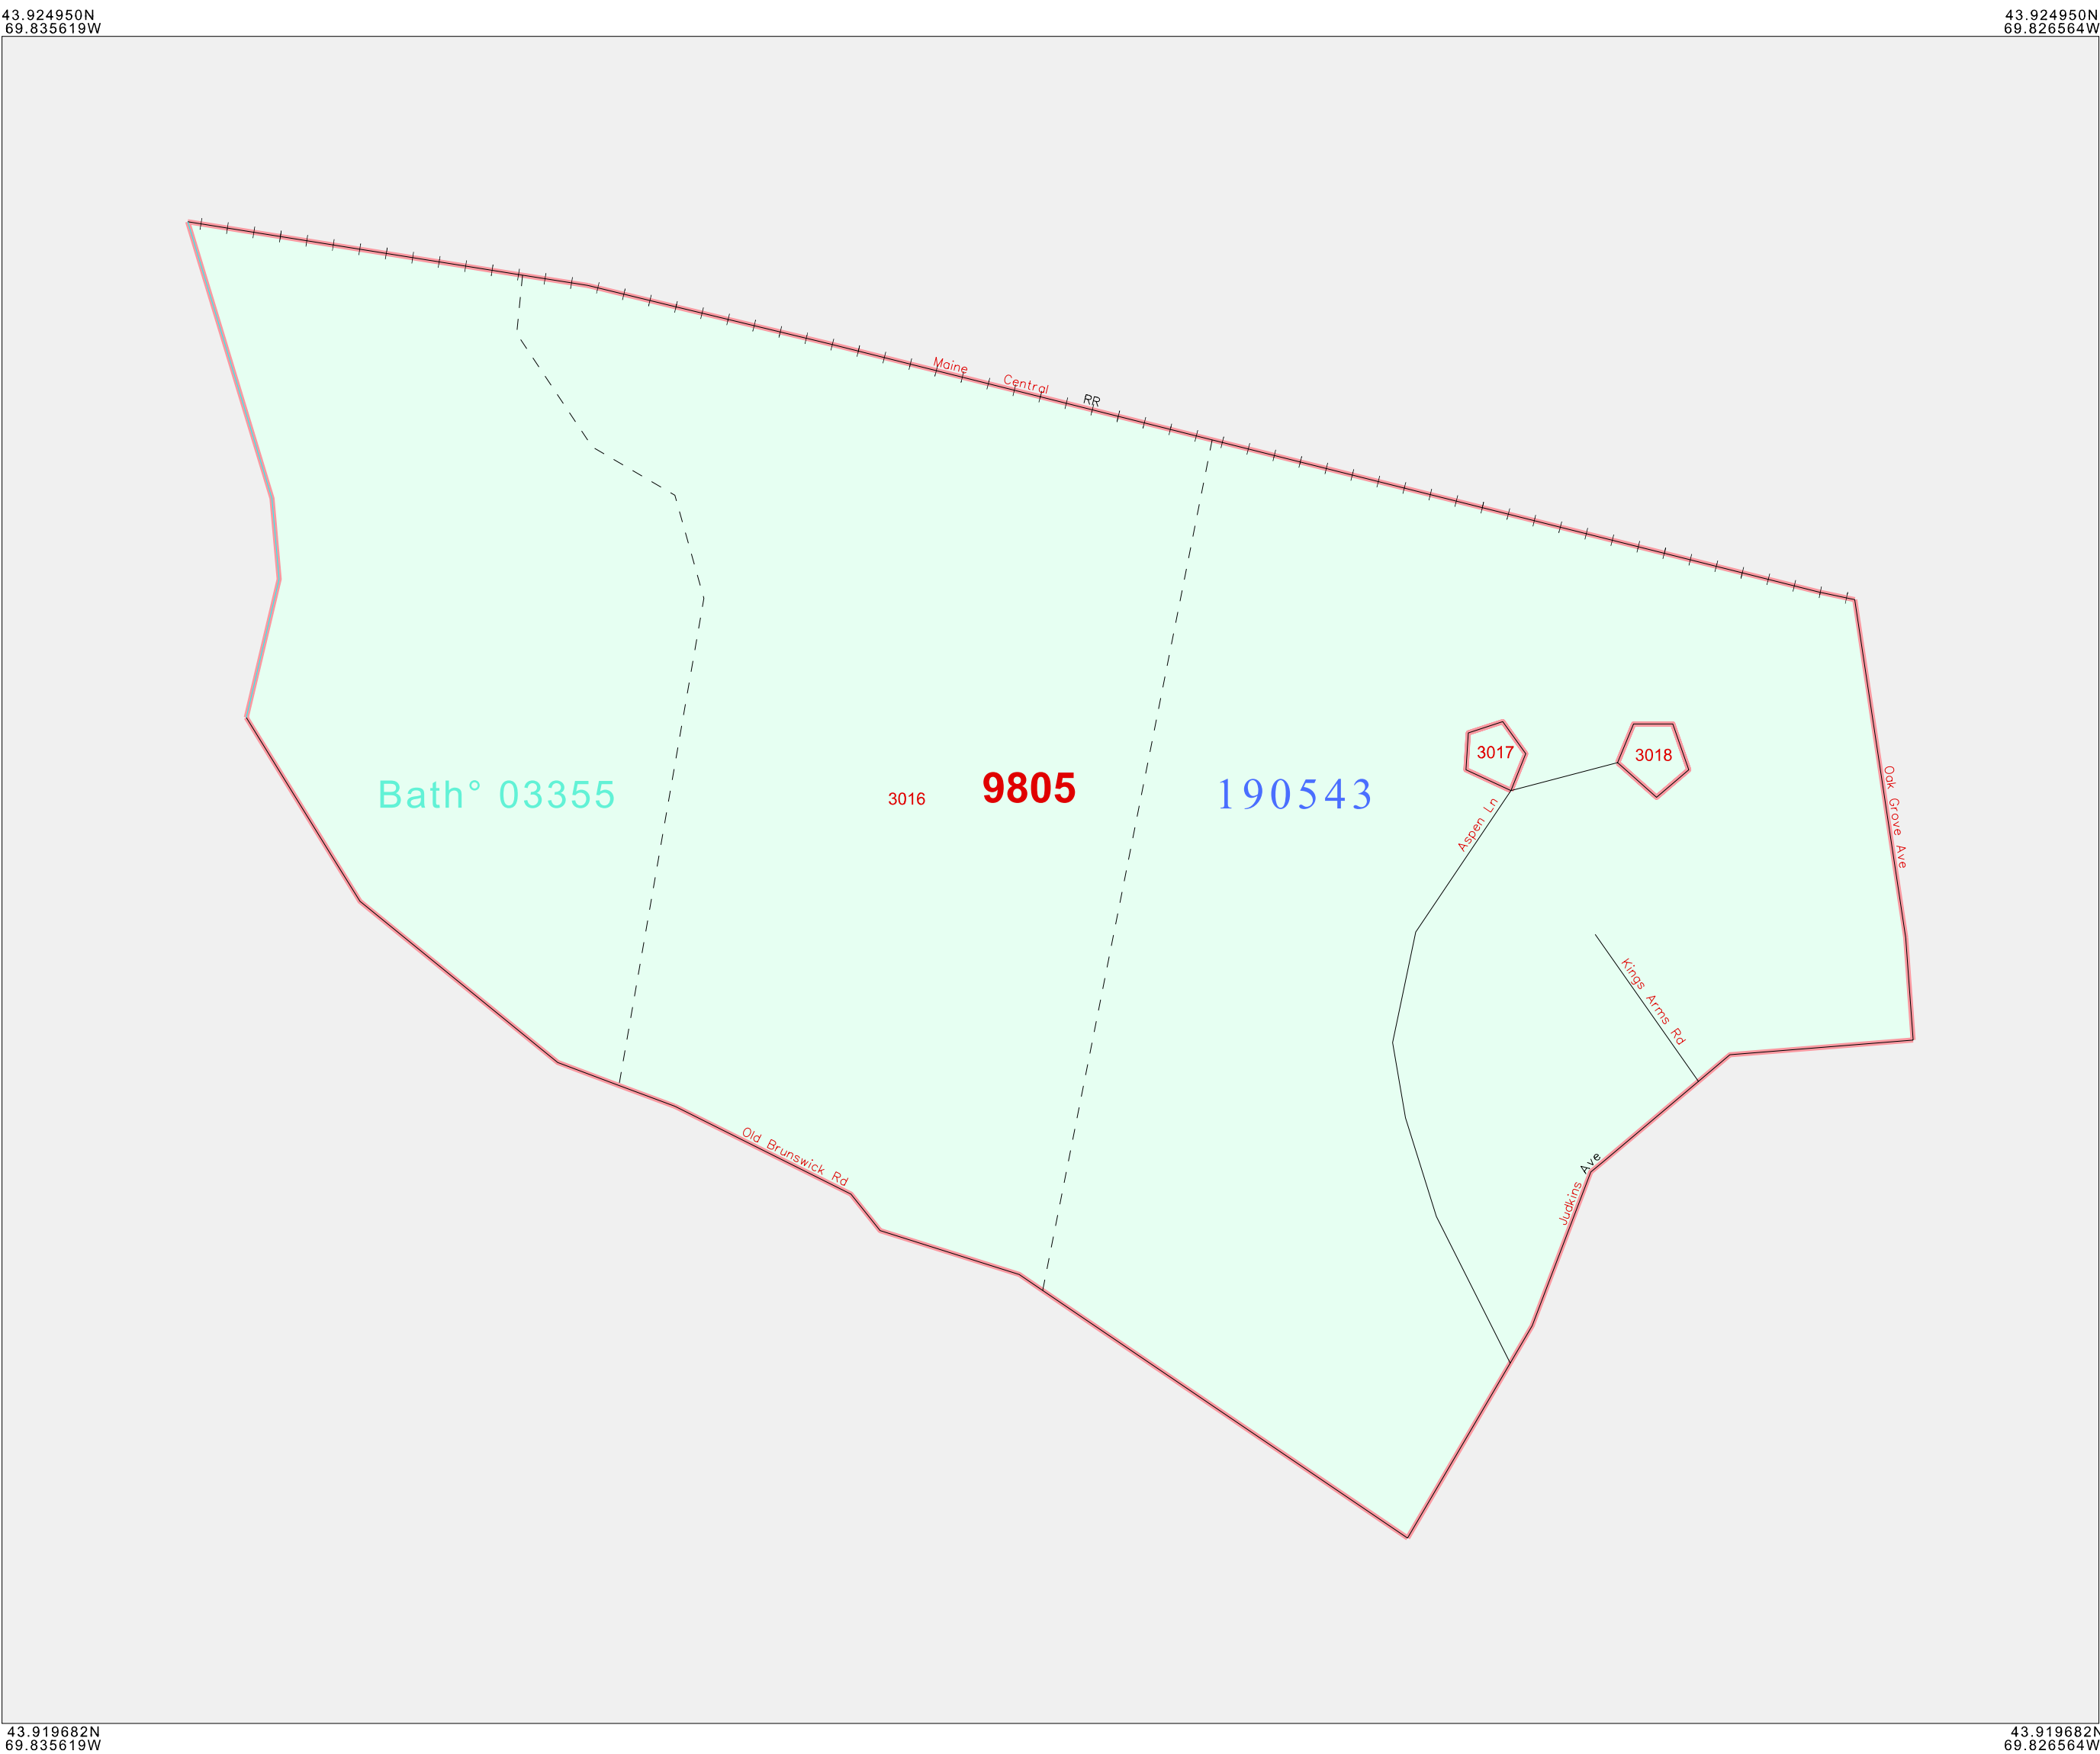 43.924950N
69.835619W
43.924950N
69.826564W
Maine Central RR
3017
3018
Bath° 03355
3016
9805
190543
Aspen Ln
Oak Grove Ave
Kings Arms Rd
Old Brunswick Rd
Judkins Ave
43.919682N
69.835619W
43.919682N
69.826564W